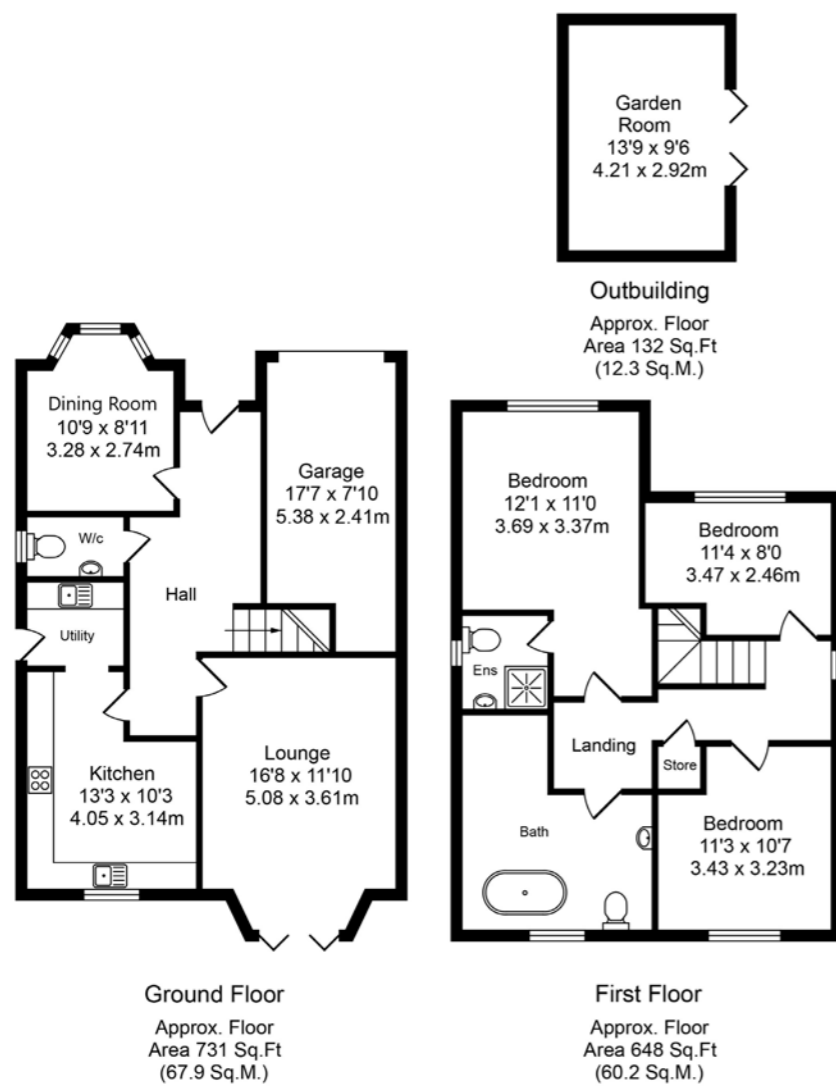 Garden
Room
13'9 x 9'6
4.21 x 2.92m
Outbuilding
Approx. Floor
Area 132 Sq.Ft
(12.3 Sq.M.)
Dining Room
10'9 x 8'11
3.28 x 2.74m
Garage
17'7 x 7'10
5.38 x 2.41m
W/c
Hall
Utility
Kitchen
13'3 x 10'3
4.05 x 3.14m
Lounge
16'8 x 11'10
5.08 x 3.61m
Ground Floor
Approx. Floor
Area 731 Sq.Ft
(67.9 Sq.M.)
Bedroom
12'1 x 11'0
3.69 x 3.37m
Bedroom
11'4 x 8'0
3.47 x 2.46m
Ens
Landing
Store
Bath
Bedroom
11'3 x 10'7
3.43 x 3.23m
First Floor
Approx. Floor
Area 648 Sq.Ft
(60.2 Sq.M.)